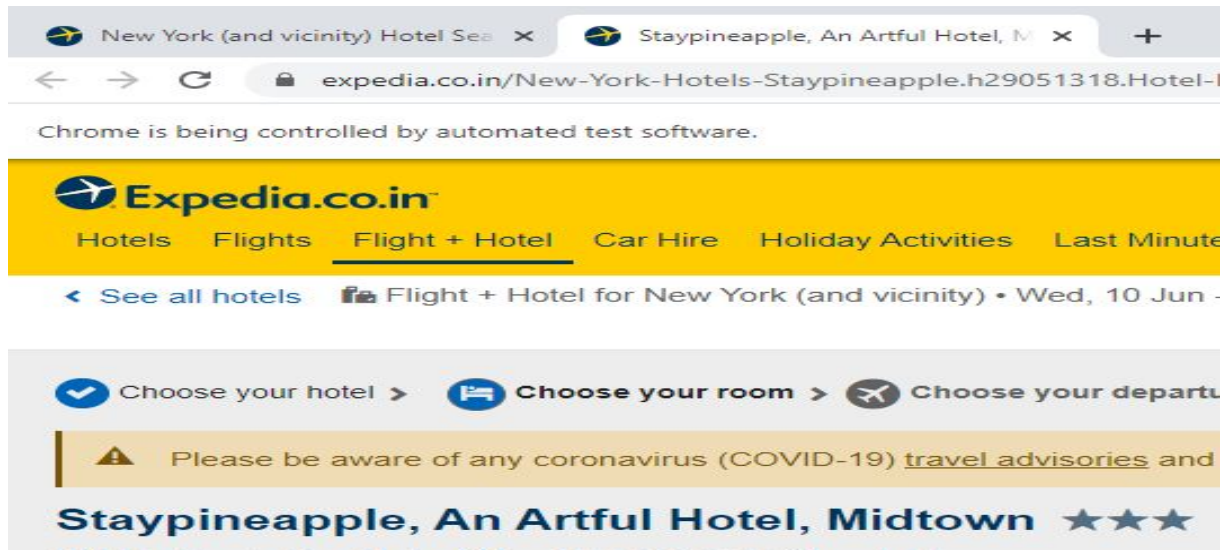 New York (and vicinity) Hotel Sea
Staypineapple, An Artful Hotel, M
expedia.co.in/New-York-Hotels-Staypineapple.h29051318.Hotel-
Chrome is being controlled by automated test software.
Expedia.co.in
Hotels Flights Flight + Hotel Car Hire Holiday Activities Last Minute
See all hotels Flight + Hotel for New York (and vicinity) • Wed, 10 Jun -
Choose your hotel > Choose your room > Choose your departu
Please be aware of any coronavirus (COVID-19) travel advisories and
Staypineapple, An Artful Hotel, Midtown